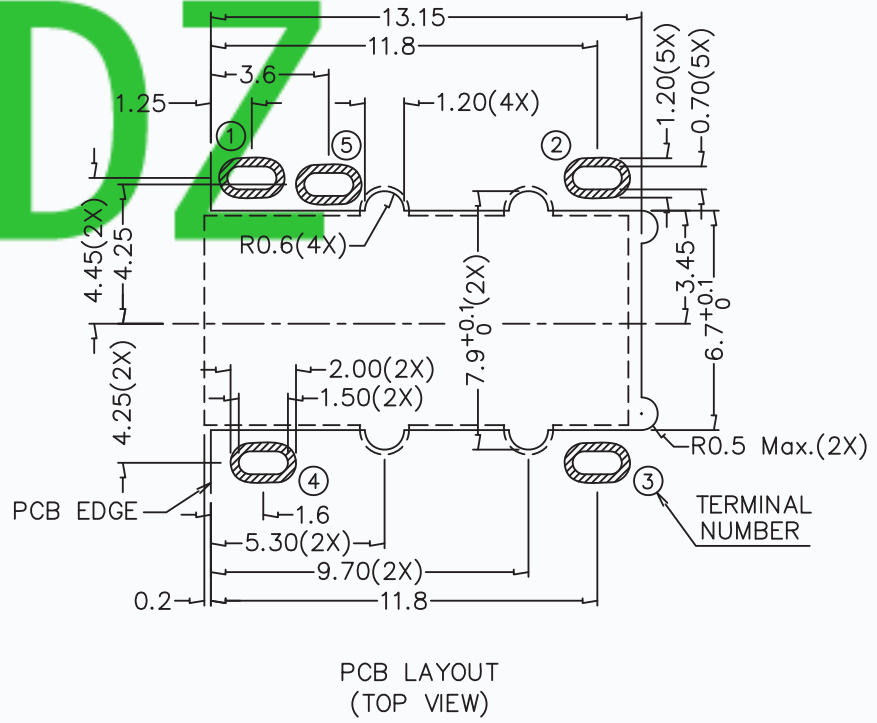 DZ
13.15
11.8
3.6
1.25
1.20(4X)
1.20(5X)
0.70(5X)
1
5
2
R0.6(4X)
4.45(2X)
4.25
7.9+0.1 0(2X)
3.45
6.7+0.1 0
4.25(2X)
2.00(2X)
1.50(2X)
R0.5 Max.(2X)
4
3
PCB EDGE
1.6
TERMINAL
NUMBER
5.30(2X)
9.70(2X)
0.2
11.8
PCB LAYOUT
(TOP VIEW)